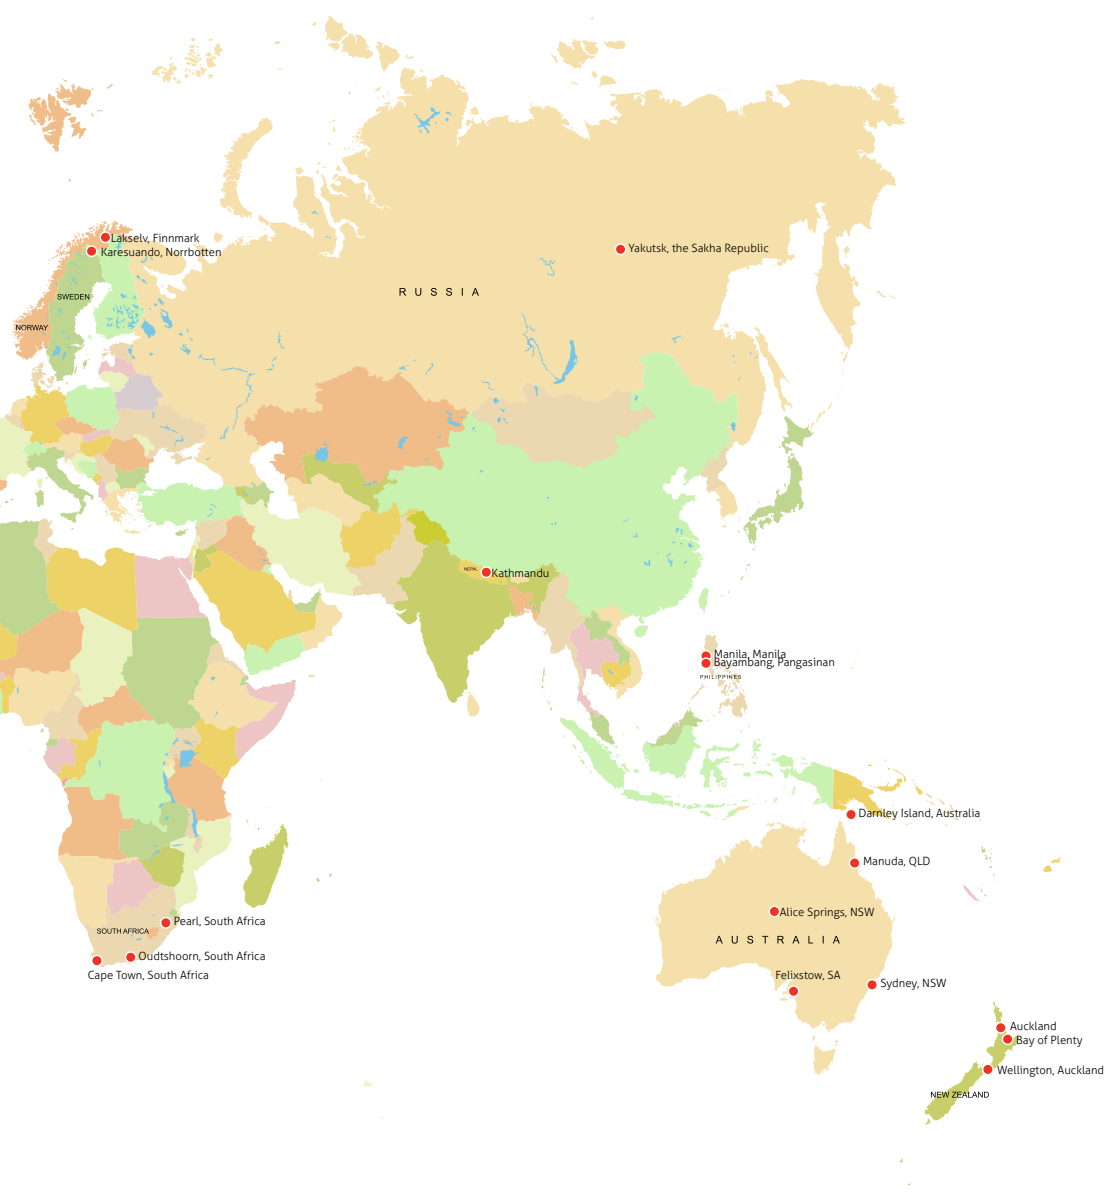 Lakselv, Finnmark
Karesuando, Norrbotten
Yakutsk, the Sakha Republic
RUSSIA
SWEDEN
NORWAY
NEPAL
Kathmandu
Manila, Manila
Bayambang, Pangasinan
PHILIPPINES
Darnley Island, Australia
Manuda, QLD
Alice Springs, NSW
Pearl, South Africa
SOUTH AFRICA
AUSTRALIA
Oudtshoorn, South Africa
Cape Town, South Africa
Felixstow, SA
Sydney, NSW
Auckland
Bay of Plenty
Wellington, Auckland
NEW ZEALAND